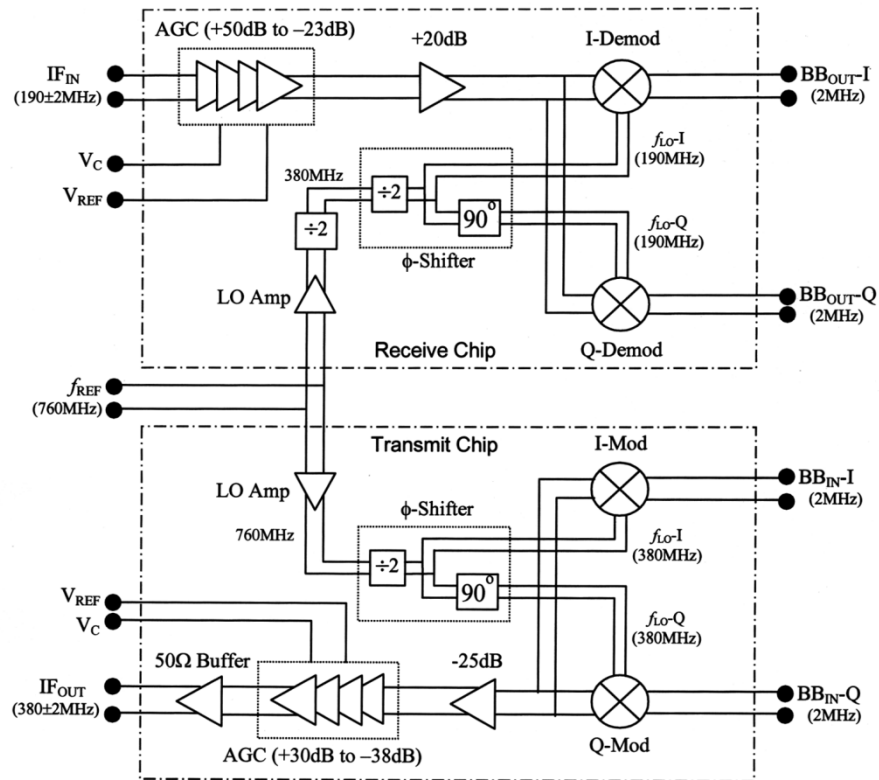 AGC (+50dB to –23dB)
+20dB
I-Demod
IF_IN
(190±2MHz)
BB_OUT-I
(2MHz)
V_C
V_REF
380MHz
÷2
÷2
90°
f_LO-I
(190MHz)
f_LO-Q
(190MHz)
ϕ-Shifter
LO Amp
BB_OUT-Q
(2MHz)
Receive Chip
Q-Demod
f_REF
(760MHz)
Transmit Chip
I-Mod
LO Amp
ϕ-Shifter
BB_IN-I
(2MHz)
760MHz
÷2
90°
f_LO-I
(380MHz)
f_LO-Q
(380MHz)
V_REF
V_C
50Ω Buffer
-25dB
IF_OUT
(380±2MHz)
BB_IN-Q
(2MHz)
AGC (+30dB to –38dB)
Q-Mod